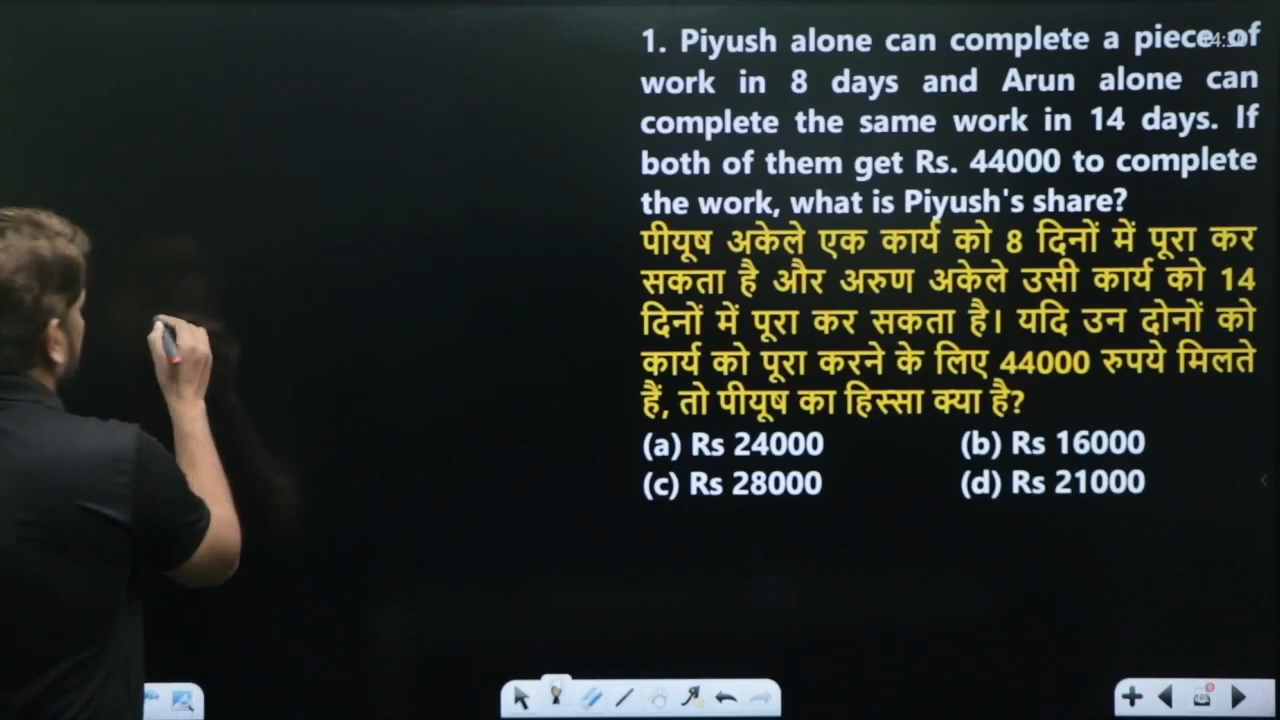 1. Piyush alone can complete a piece of
work in 8 days and Arun alone can
complete the same work in 14 days. If
both of them get Rs. 44000 to complete
the work, what is Piyush's share?
पीयूष अकेले एक कार्य को 8 दिनों में पूरा कर
सकता है और अरुण अकेले उसी कार्य को 14
दिनों में पूरा कर सकता है। यदि उन दोनों को
कार्य को पूरा करने के लिए 44000 रुपये मिलते
हैं, तो पीयूष का हिस्सा क्या है?
(a) Rs 24000 (b) Rs 16000
(c) Rs 28000 (d) Rs 21000